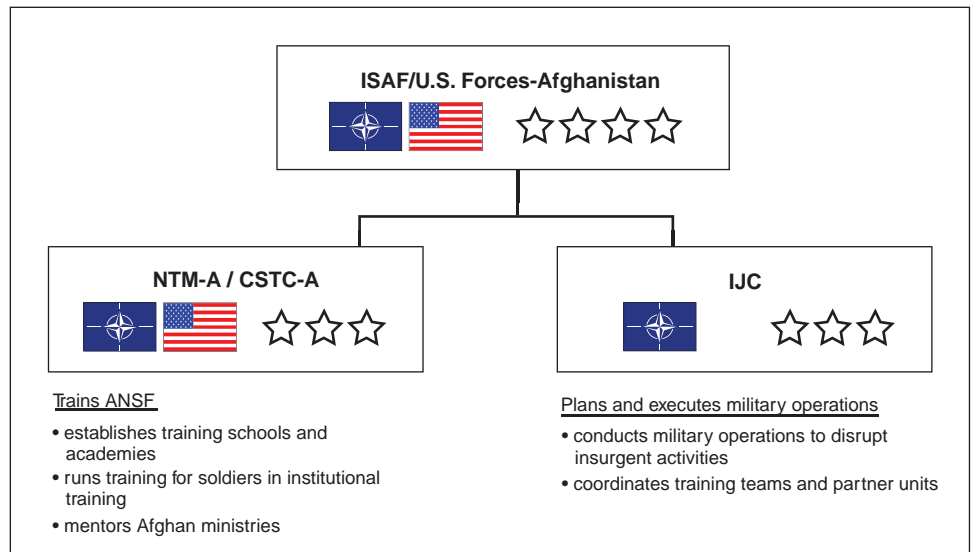 ISAF/U.S. Forces-Afghanistan
NTM-A / CSTC-A
Trains ANSF
• establishes training schools and
academies
• runs training for soldiers in institutional
training
• mentors Afghan ministries
IJC
Plans and executes military operations
• conducts military operations to disrupt
insurgent activities
• coordinates training teams and partner units